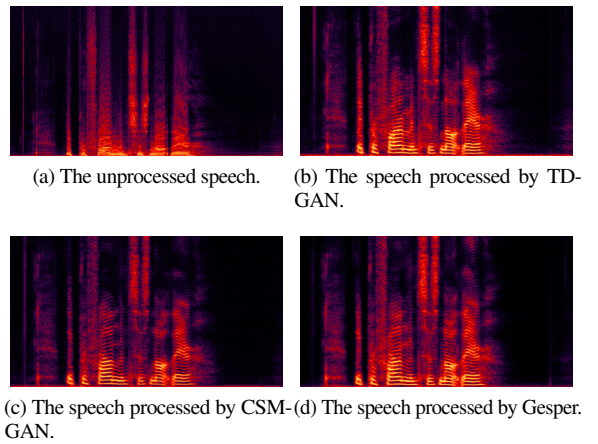 (a) The unprocessed speech.
(b) The speech processed by TD-
GAN.
(c) The speech processed by CSM-
GAN.
(d) The speech processed by Gesper.